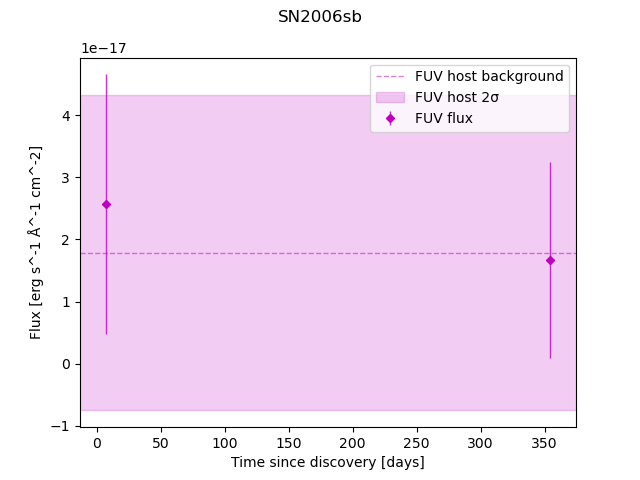 SN2006sb
1e−17
FUV host background
FUV host 2σ
FUV flux
4
3
2
1
0
−1
Flux [erg s^-1 Å^-1 cm^-2]
0 50 100 150 200 250 300 350
Time since discovery [days]